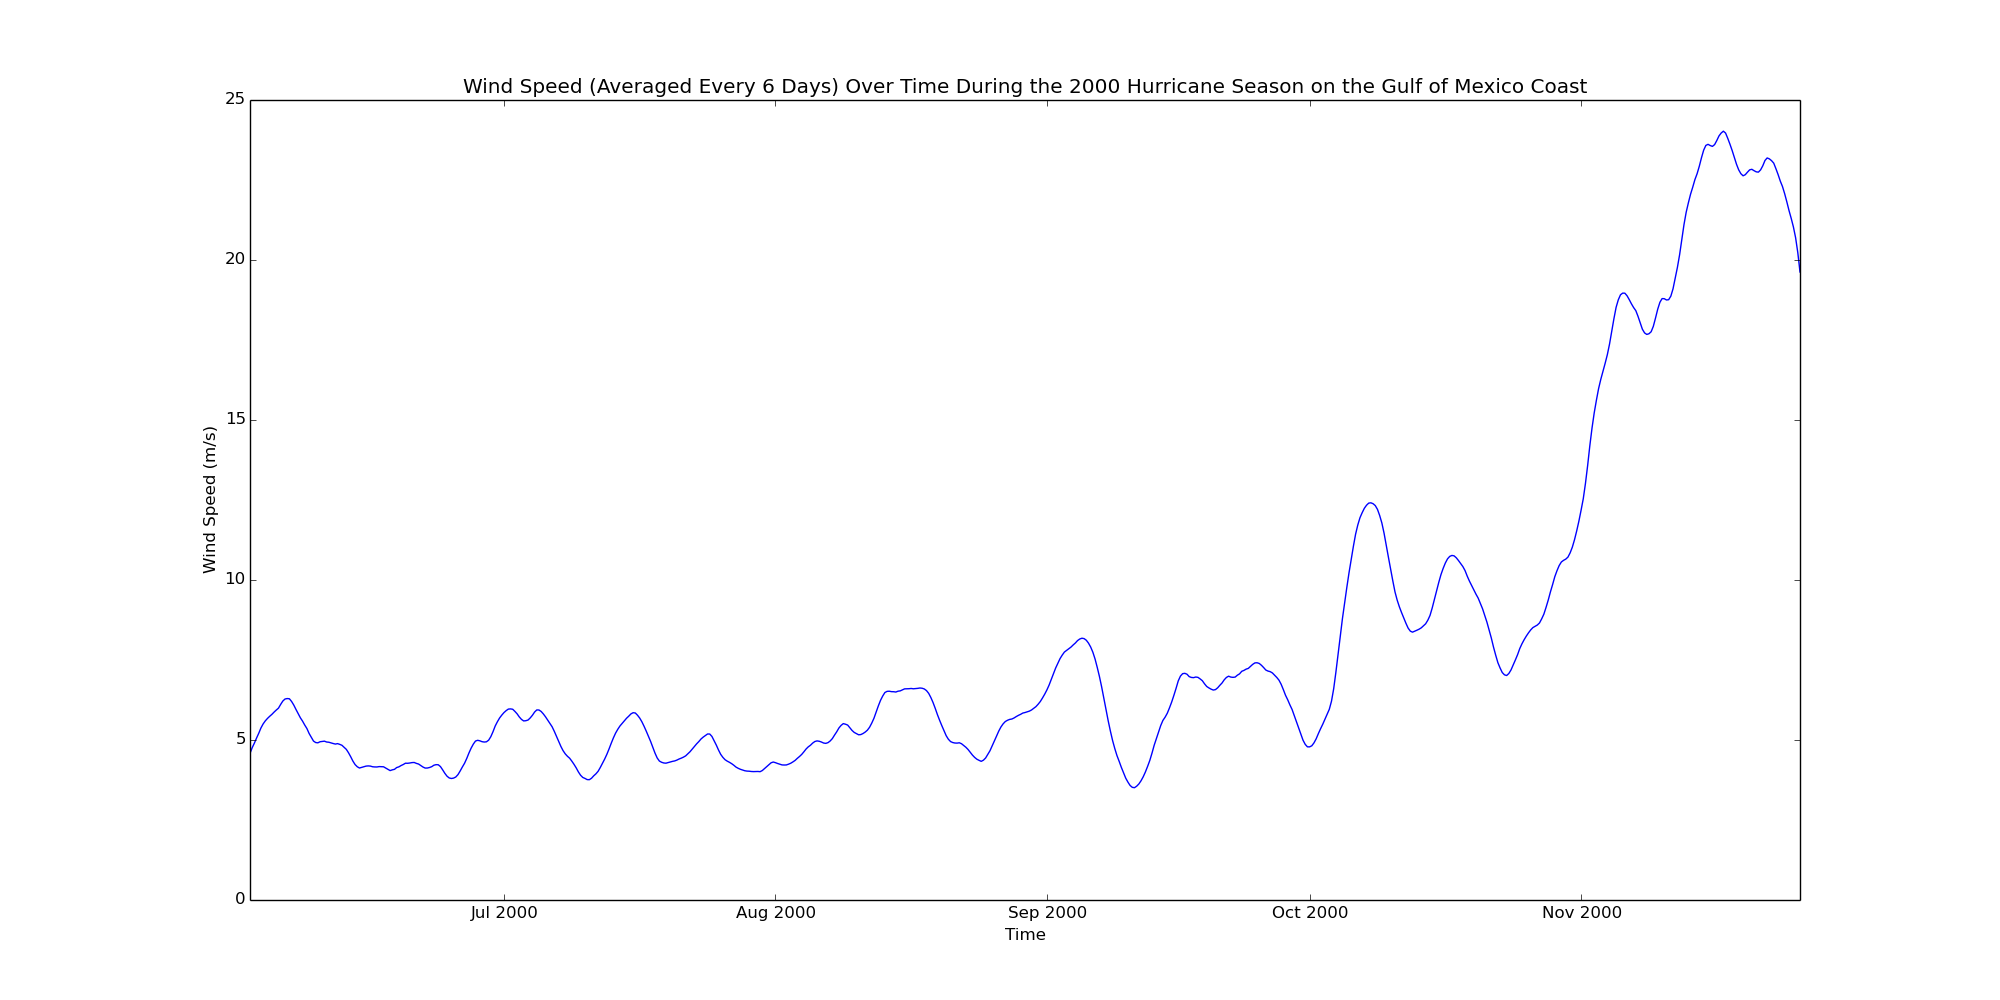 Wind Speed (Averaged Every 6 Days) Over Time During the 2000 Hurricane Season on the Gulf of Mexico Coast
25
20
15
10
5
0
Wind Speed (m/s)
Jul 2000 Aug 2000 Sep 2000 Oct 2000 Nov 2000
Time